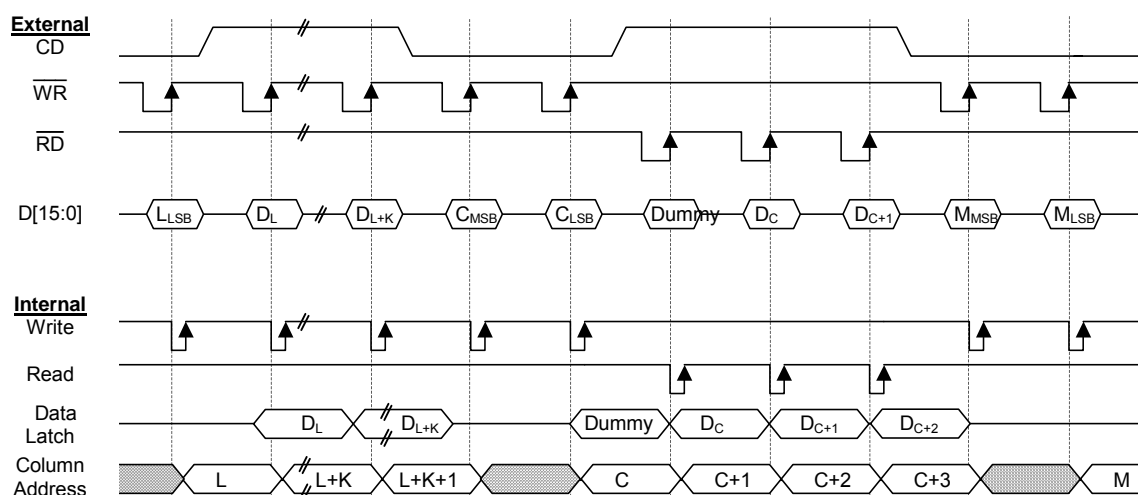 External
CD
WR
RD
D[15:0] LLSB DL DL+K CMSB CLSB Dummy DC DC+1 MMSB MLSB
Internal
Write
Read
Data Latch DL DL+K Dummy DC DC+1 DC+2
Column Address L L+K L+K+1 C C+1 C+2 C+3 M